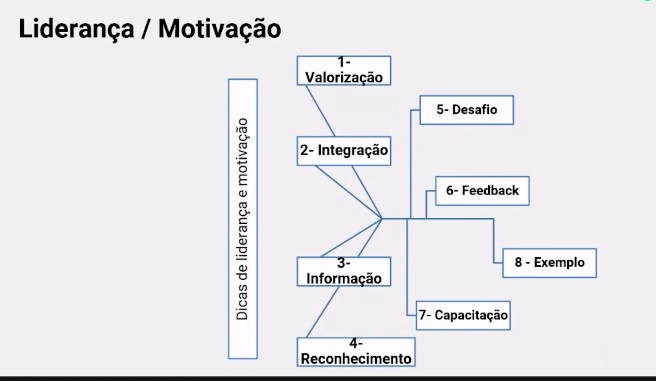 Liderança / Motivação
Dicas de liderança e motivação
1-
Valorização
2- Integração
3-
Informação
4-
Reconhecimento
5- Desafio
6- Feedback
7- Capacitação
8 - Exemplo